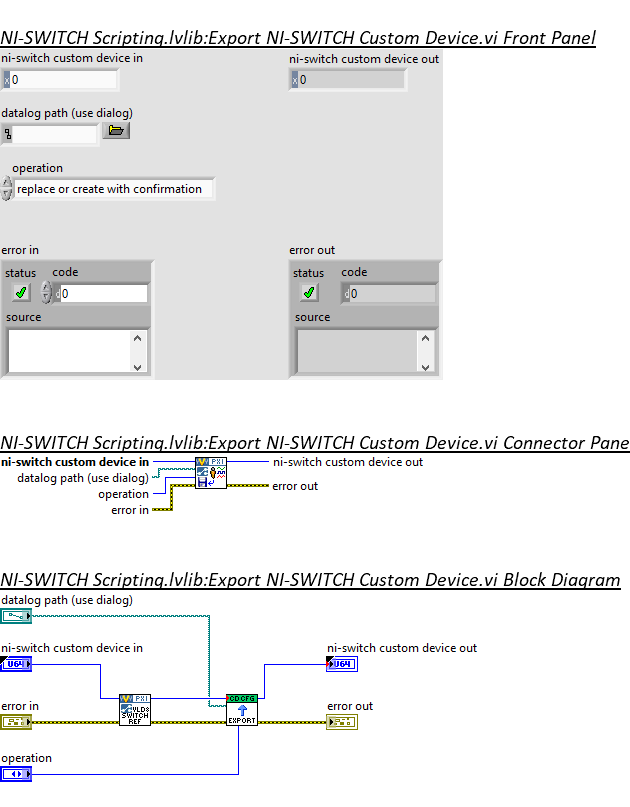 NI-SWITCH Scripting.lvlib:Export NI-SWITCH Custom Device.vi Front Panel
ni-switch custom device in
ni-switch custom device out
x 0
x 0
datalog path (use dialog)
operation
replace or create with confirmation
error in
error out
status code
status code
d 0
d 0
source
source
NI-SWITCH Scripting.lvlib:Export NI-SWITCH Custom Device.vi Connector Pane
ni-switch custom device in
ni-switch custom device out
PXI
datalog path (use dialog)
operation
error out
error in
NI-SWITCH Scripting.lvlib:Export NI-SWITCH Custom Device.vi Block Diagram
datalog path (use dialog)
ni-switch custom device in
ni-switch custom device out
U64
U64
error in
error out
PXI
VLD8
SWITCH
REF
CD CFG
EXPORT
operation